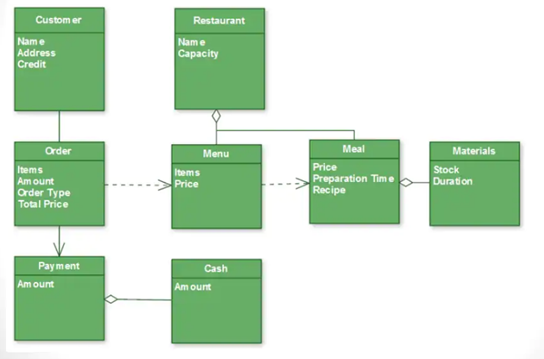 Customer
Name
Address
Credit
Restaurant
Name
Capacity
Order
Items
Amount
Order Type
Total Price
Menu
Items
Price
Meal
Price
Preparation Time
Recipe
Materials
Stock
Duration
Payment
Amount
Cash
Amount